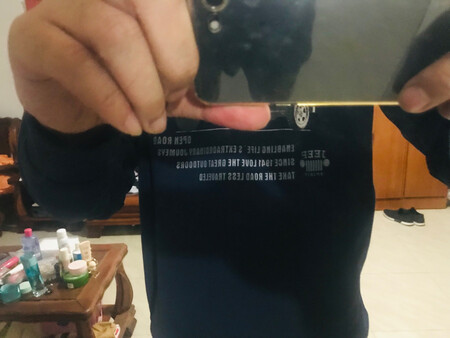 OPEN ROAD
ENABLING LIFE'S EXTRAORDINARY JOURNEYS
SINCE 1941 LOVE THE GREAT OUTDOORS
TAKE THE ROAD LESS TRAVELED
JEEP